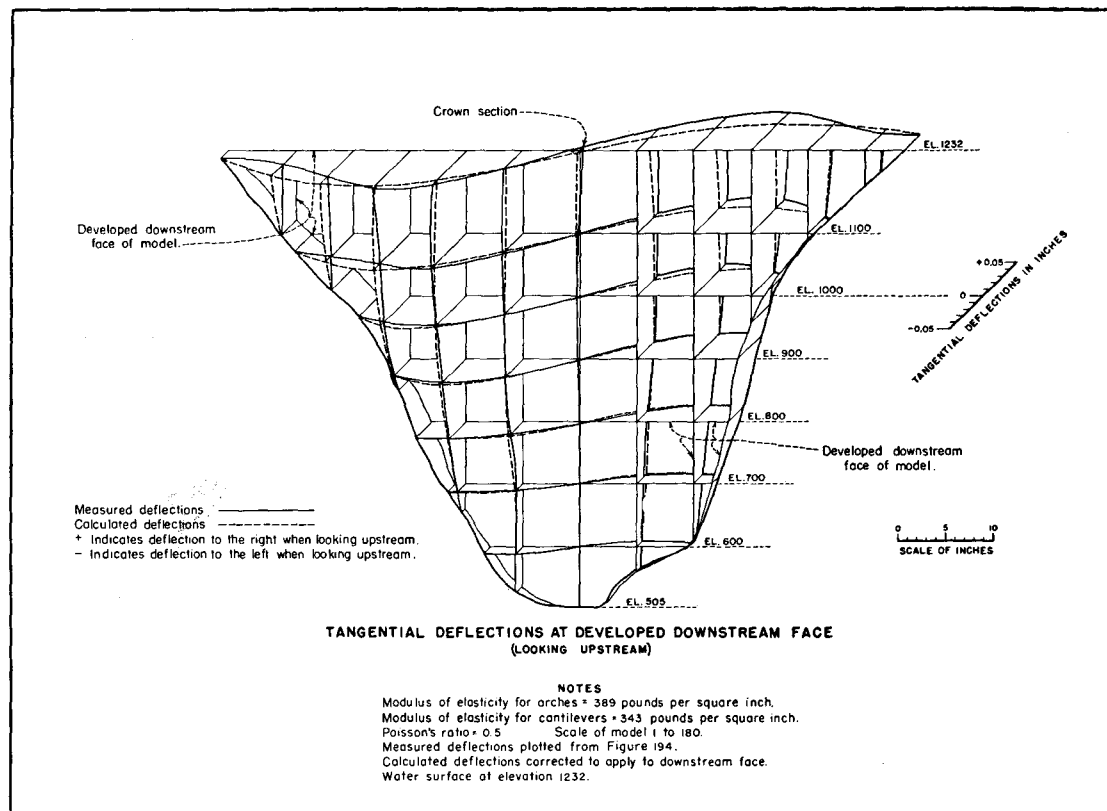 Crown section
EL. 1232
Developed downstream
face of model.
EL.1100
+0.05
0
-0.05
TANGENTIAL DEFLECTIONS IN INCHES
EL. 1000
EL.900
EL.800
Developed downstream
face of model.
EL.700
Measured deflections
Calculated deflections
+ Indicates deflection to the right when looking upstream.
- Indicates deflection to the left when looking upstream.
0 5 10
SCALE OF INCHES
EL.600
EL.505
TANGENTIAL DEFLECTIONS AT DEVELOPED DOWNSTREAM FACE
(LOOKING UPSTREAM)
NOTES
Modulus of elasticity for arches = 389 pounds per square inch.
Modulus of elasticity for cantilevers = 343 pounds per square inch.
Poisson's ratio = 0.5 Scale of model 1 to 180.
Measured deflections plotted from Figure 194.
Calculated deflections corrected to apply to downstream face.
Water surface at elevation 1232.